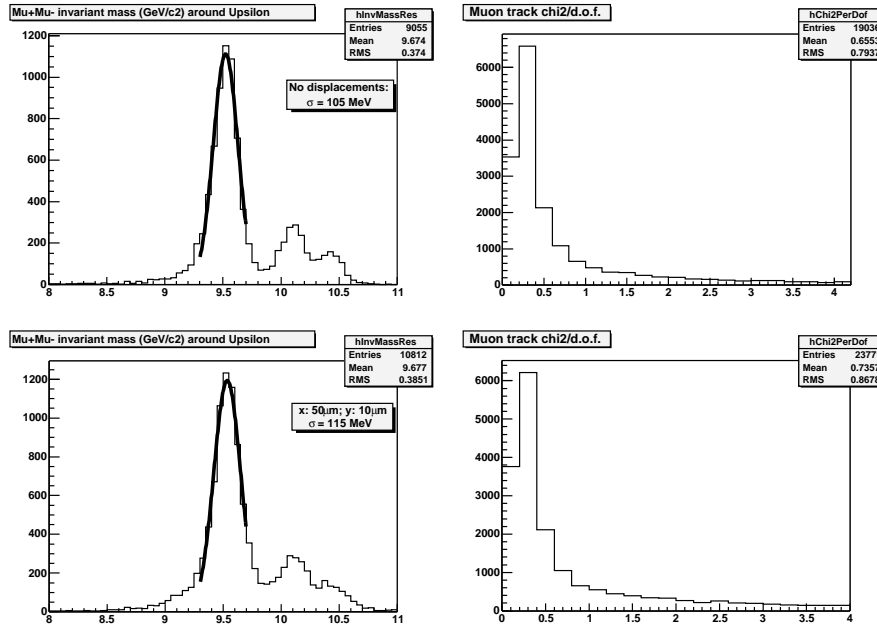 Mu+Mu- invariant mass (GeV/c2) around Upsilon
hInvMassRes
Entries 9055
Mean 9.674
RMS 0.374
No displacements:
σ = 105 MeV
1200
1000
800
600
400
200
0
8 8.5 9 9.5 10 10.5 11
Muon track chi2/d.o.f.
hChi2PerDof
Entries 19036
Mean 0.6553
RMS 0.7937
6000
5000
4000
3000
2000
1000
0
0 0.5 1 1.5 2 2.5 3 3.5 4
Mu+Mu- invariant mass (GeV/c2) around Upsilon
hInvMassRes
Entries 10812
Mean 9.677
RMS 0.3851
x: 50μm; y: 10μm
σ = 115 MeV
1200
1000
800
600
400
200
0
8 8.5 9 9.5 10 10.5 11
Muon track chi2/d.o.f.
hChi2PerDof
Entries 2377
Mean 0.7357
RMS 0.8678
6000
5000
4000
3000
2000
1000
0
0 0.5 1 1.5 2 2.5 3 3.5 4